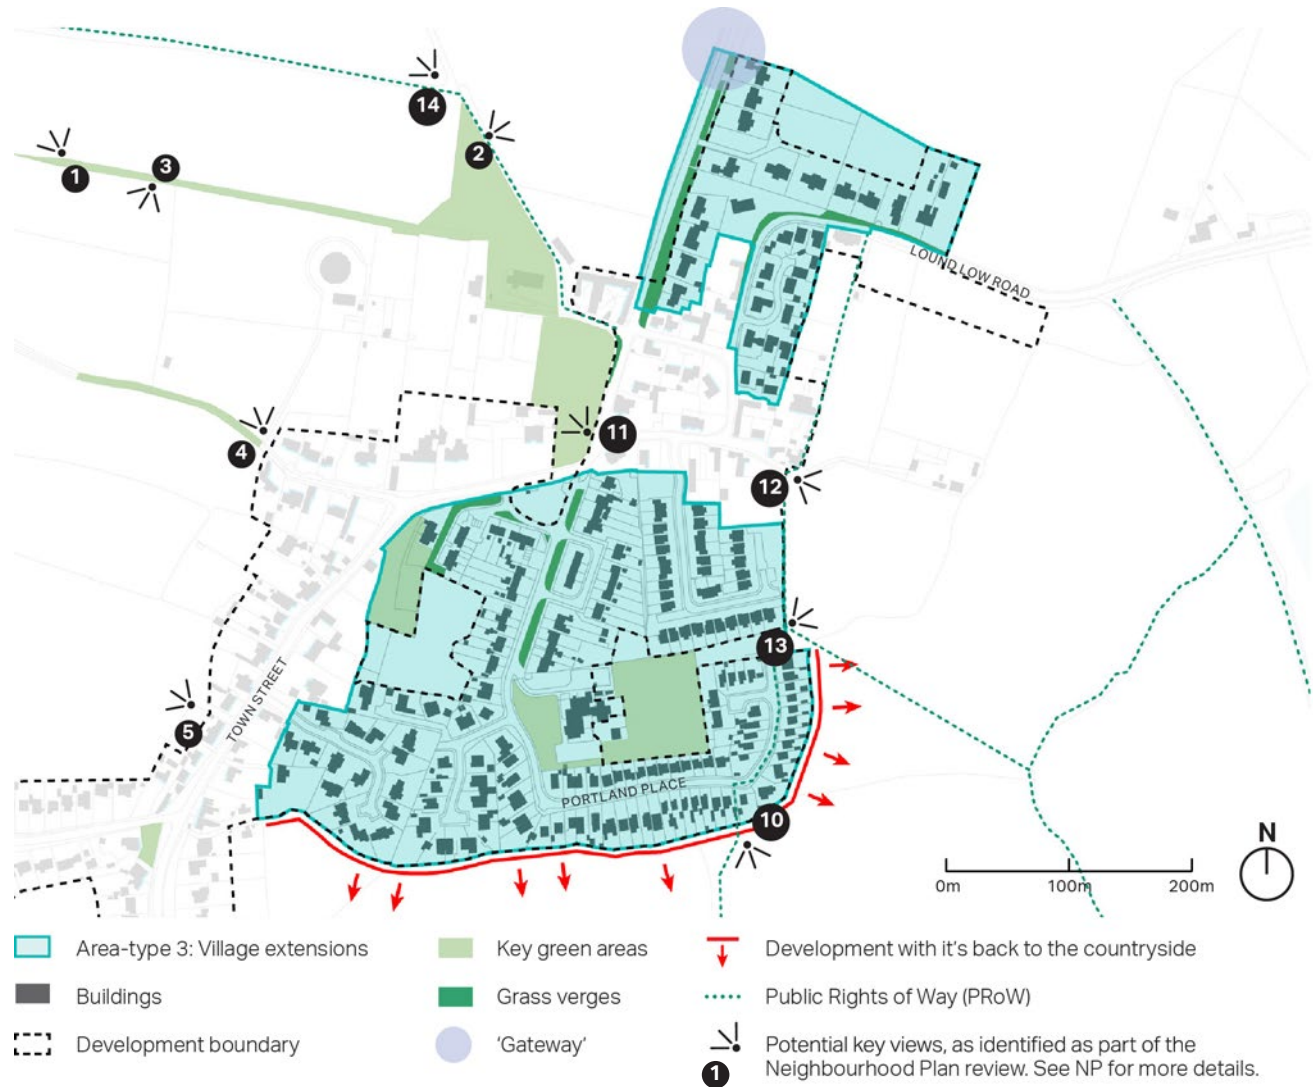 14
2
3
1
LOUND LOW ROAD
11
4
12
13
TOWN STREET
5
PORTLAND PLACE
10
N
0m
100m
200m
Area-type 3: Village extensions
Buildings
Development boundary
Key green areas
Grass verges
'Gateway'
Development with it's back to the countryside
Public Rights of Way (PRoW)
Potential key views, as identified as part of the
Neighbourhood Plan review. See NP for more details.
1